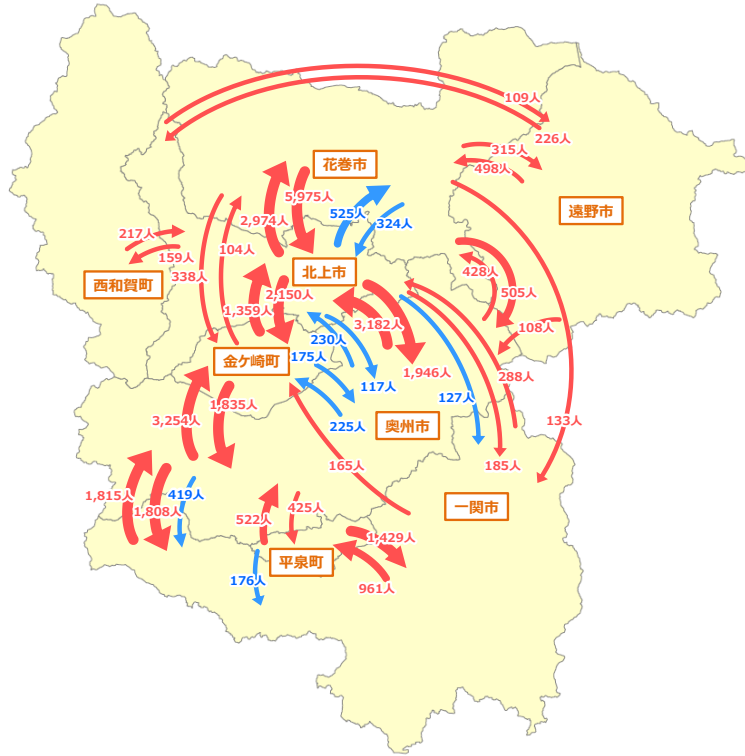 109人
226人
315人
498人
花巻市
5,975人
2,974人
525人
324人
遠野市
217人
159人
104人
338人
西和賀町
北上市
428人
505人
2,150人
1,359人
3,182人
108人
230人
175人
金ケ崎町
1,946人
288人
117人
127人
1,835人
3,254人
225人
奥州市
133人
165人
185人
1,815人
419人
1,808人
425人
522人
一関市
1,429人
平泉町
176人
961人